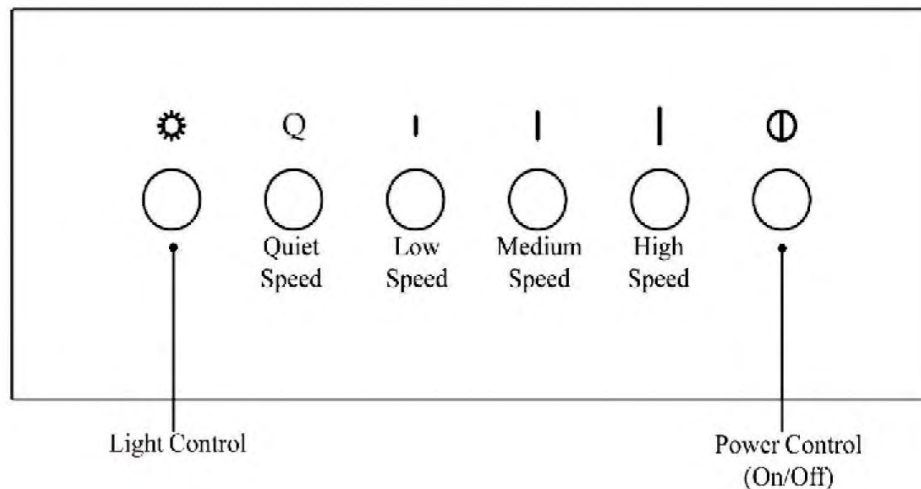 Q
Quiet Speed
Low Speed
Medium Speed
High Speed
Light Control
Power Control
(On/Off)